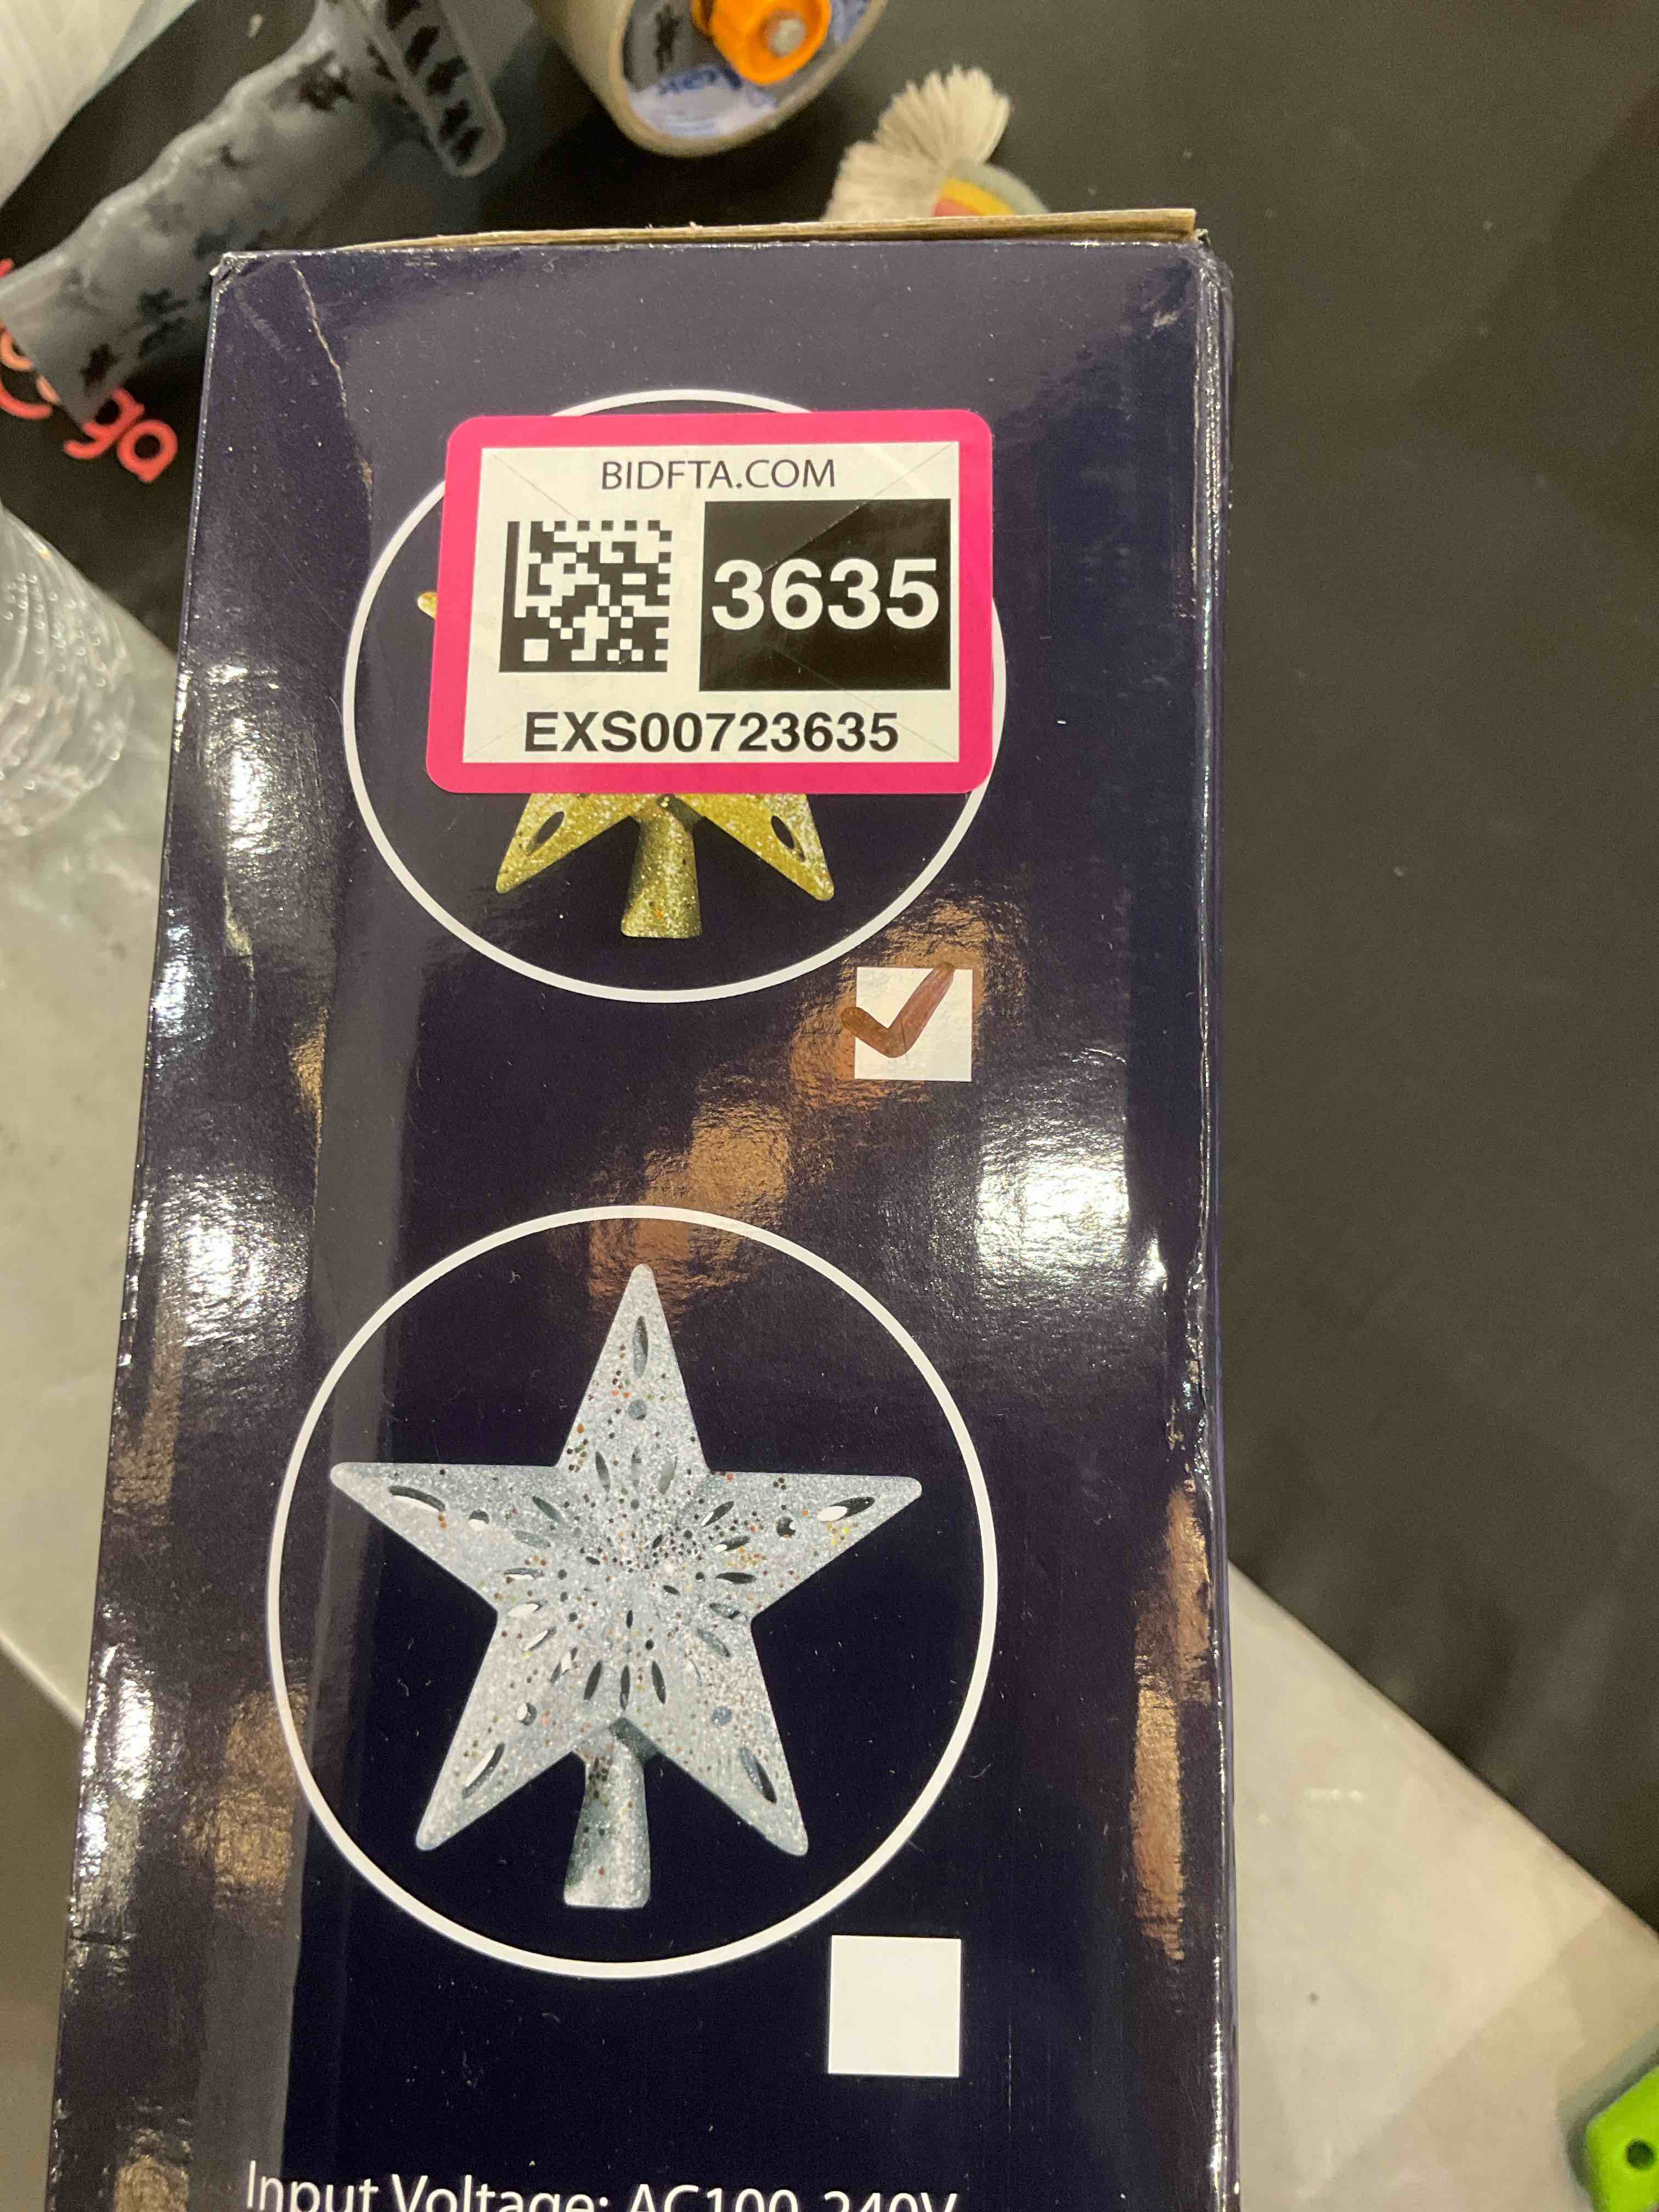 BIDFTA.COM
3635
EXS00723635
Input Voltage: AC100-240V